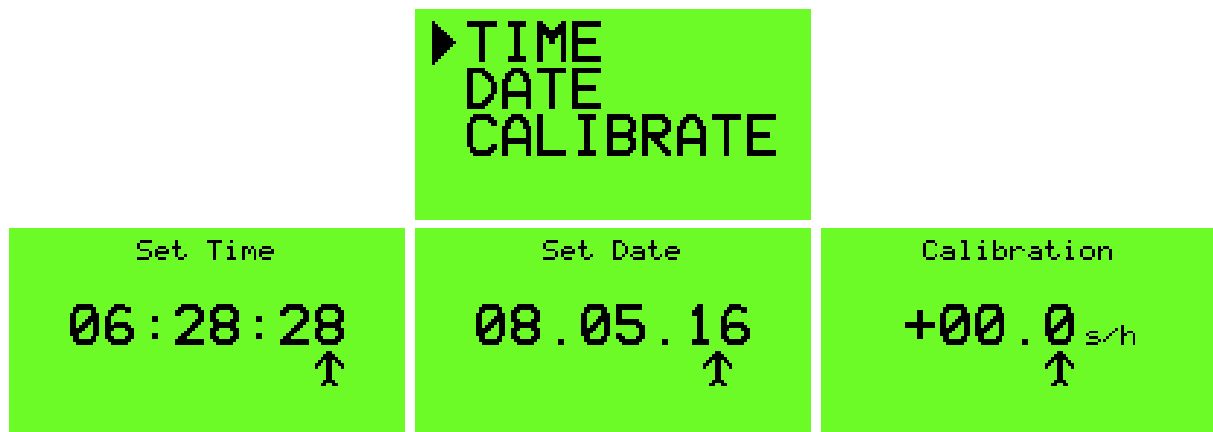 TIME
DATE
CALIBRATE
Set Time
06:28:28
Set Date
08.05.16
Calibration
+00.0 s/h